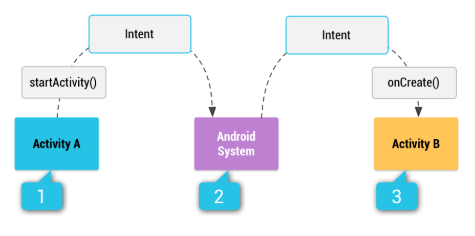 Intent
Intent
startActivity()
onCreate()
Activity A
Android
System
Activity B
1
2
3